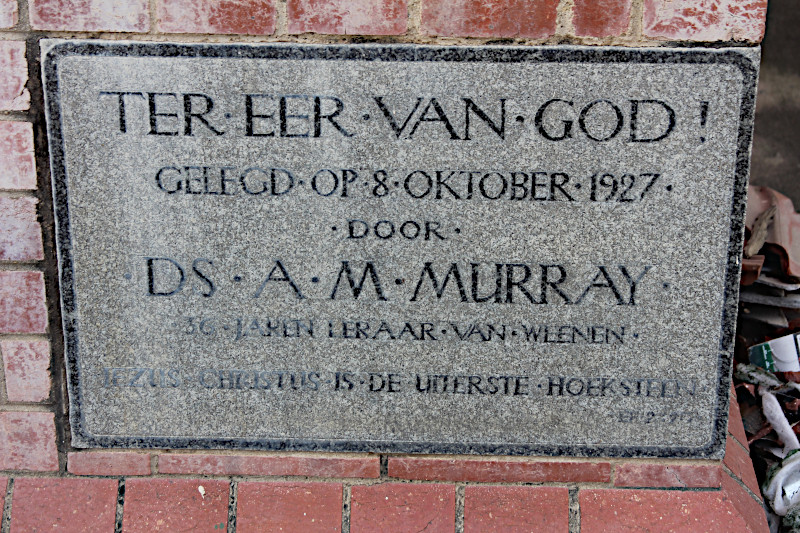 TER·EER·VAN·GOD!
GELEGD·OP·8·OKTOBER·1927·
·DOOR·
·DS·A·M·MURRAY·
36·JAREN LERAAR·VAN·WEENEN·
JEZUS·CHRISTUS·IS·DE UITERSTE·HOEKSTEEN